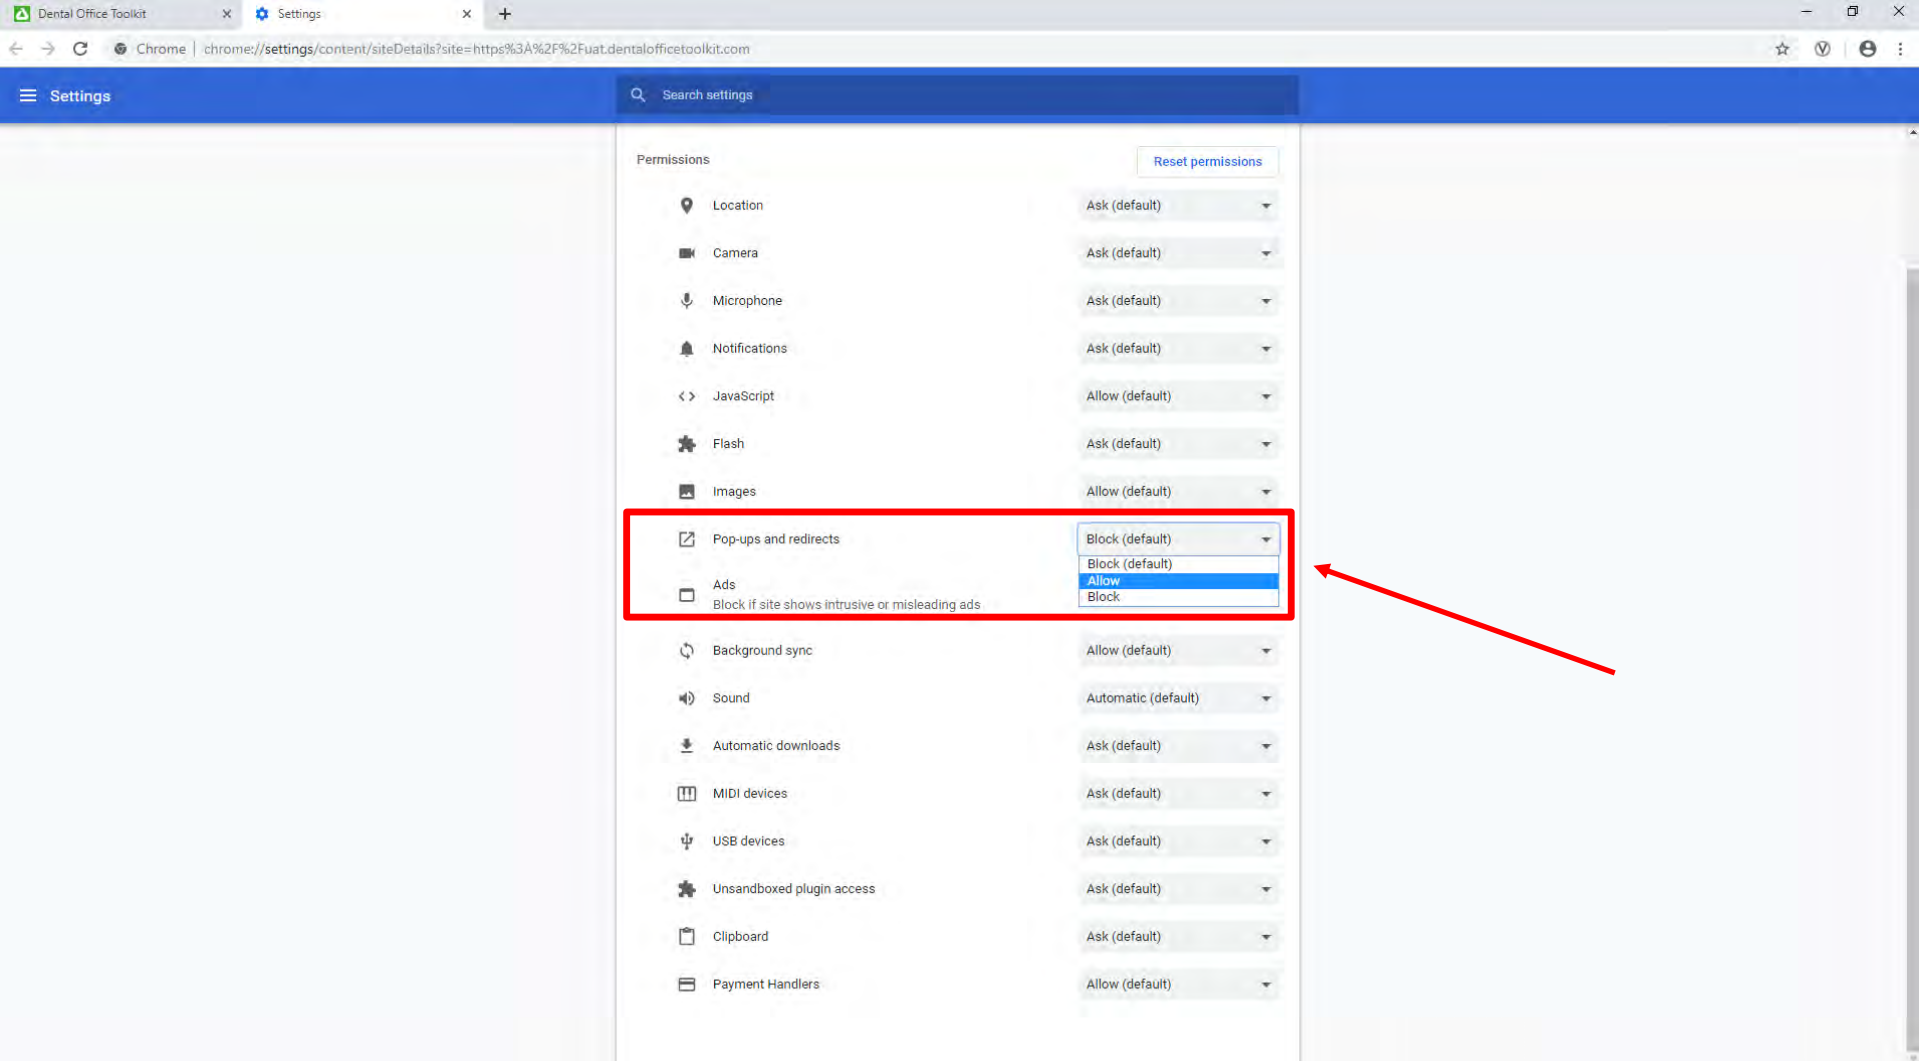 Dental Office Toolkit
Settings
Chrome | chrome://settings/content/siteDetails?site=https%3A%2F%2Fuat.dentalofficetoolkit.com
Settings
Search settings
Permissions
Reset permissions
Location Ask (default)
Camera Ask (default)
Microphone Ask (default)
Notifications Ask (default)
JavaScript Allow (default)
Flash Ask (default)
Images Allow (default)
Pop-ups and redirects Block (default)
Block (default)
Allow
Block
Ads
Block if site shows intrusive or misleading ads
Background sync Allow (default)
Sound Automatic (default)
Automatic downloads Ask (default)
MIDI devices Ask (default)
USB devices Ask (default)
Unsandboxed plugin access Ask (default)
Clipboard Ask (default)
Payment Handlers Allow (default)